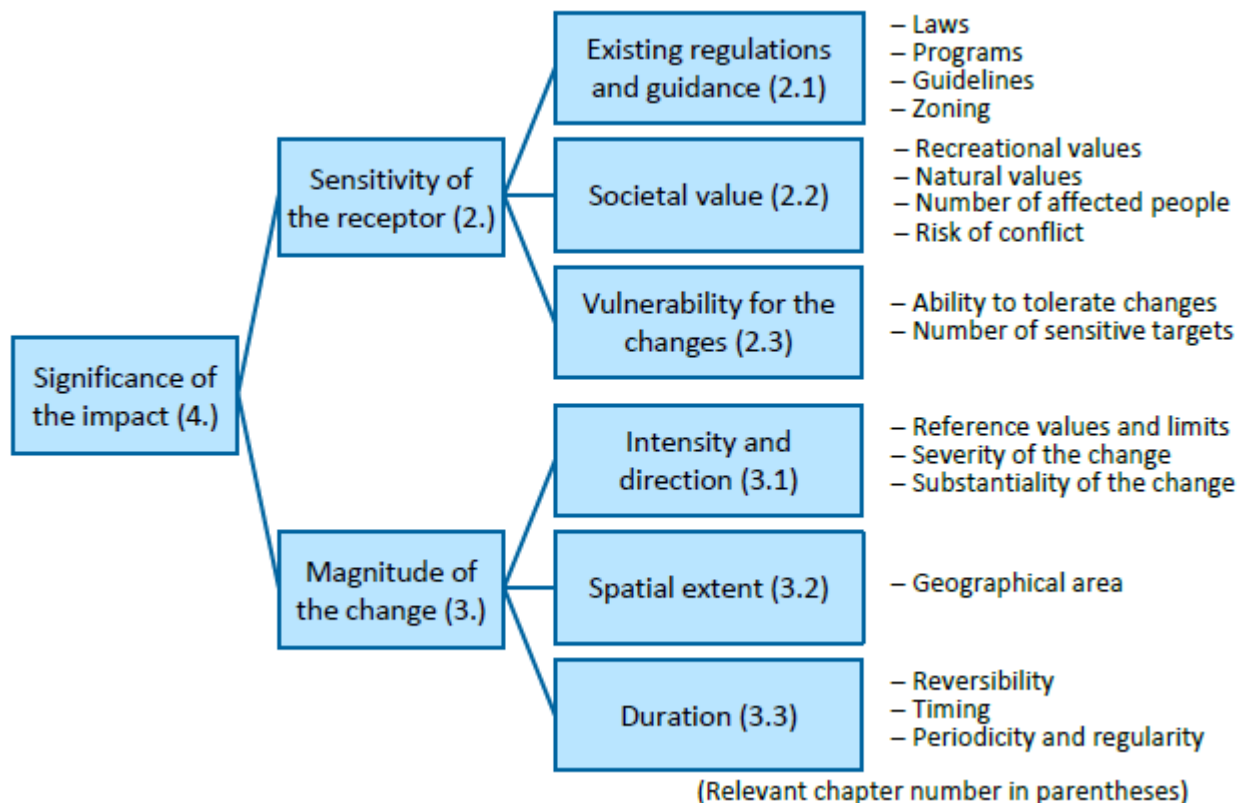 Significance of
the impact (4.)
Sensitivity of
the receptor (2.)
Existing regulations
and guidance (2.1)
– Laws
– Programs
– Guidelines
– Zoning
Societal value (2.2)
– Recreational values
– Natural values
– Number of affected people
– Risk of conflict
Vulnerability for the
changes (2.3)
– Ability to tolerate changes
– Number of sensitive targets
Magnitude of
the change (3.)
Intensity and
direction (3.1)
– Reference values and limits
– Severity of the change
– Substantiality of the change
Spatial extent (3.2)
– Geographical area
Duration (3.3)
– Reversibility
– Timing
– Periodicity and regularity
(Relevant chapter number in parentheses)